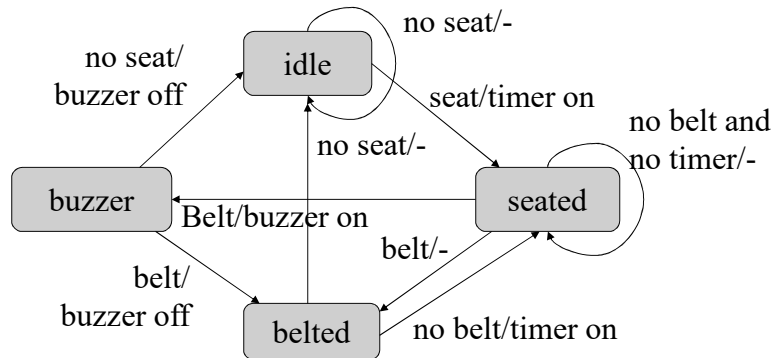 no seat/-
idle
no seat/
buzzer off
seat/timer on
no belt and
no timer/-
no seat/-
buzzer
Belt/buzzer on
seated
belt/-
belt/
buzzer off
belted
no belt/timer on